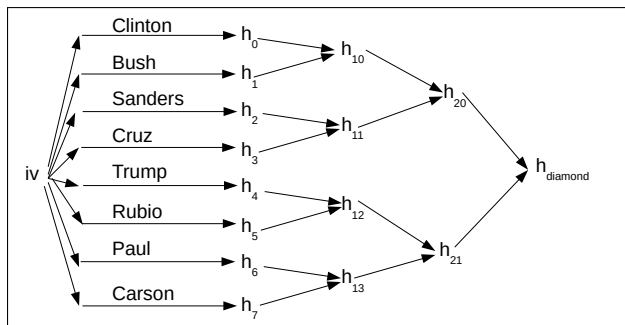 Clinton h0
h10
Bush h1
h20
Sanders h2
h11
Cruz h3
iv hdiamond
Trump h4
h12
Rubio h5
h21
Paul h6
h13
Carson h7